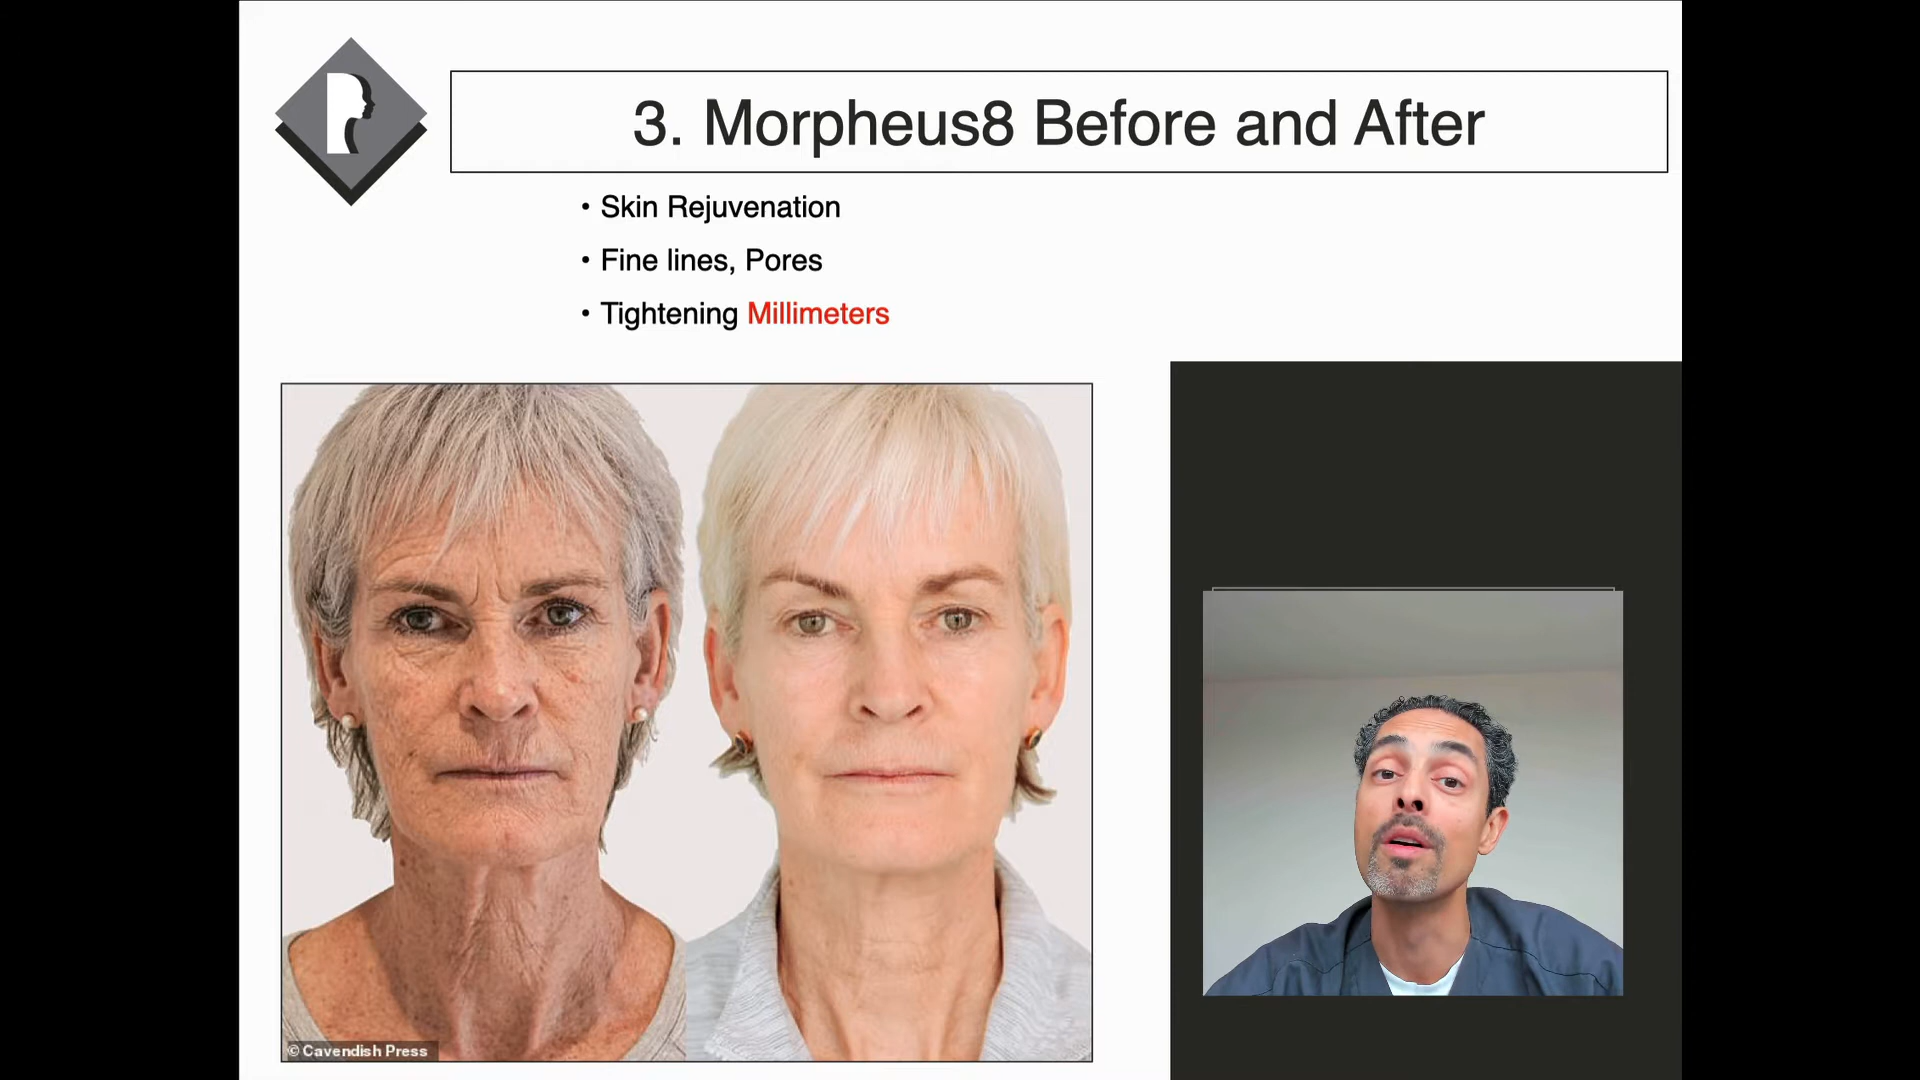 3. Morpheus8 Before and After
• Skin Rejuvenation
• Fine lines, Pores
• Tightening Millimeters
© Cavendish Press